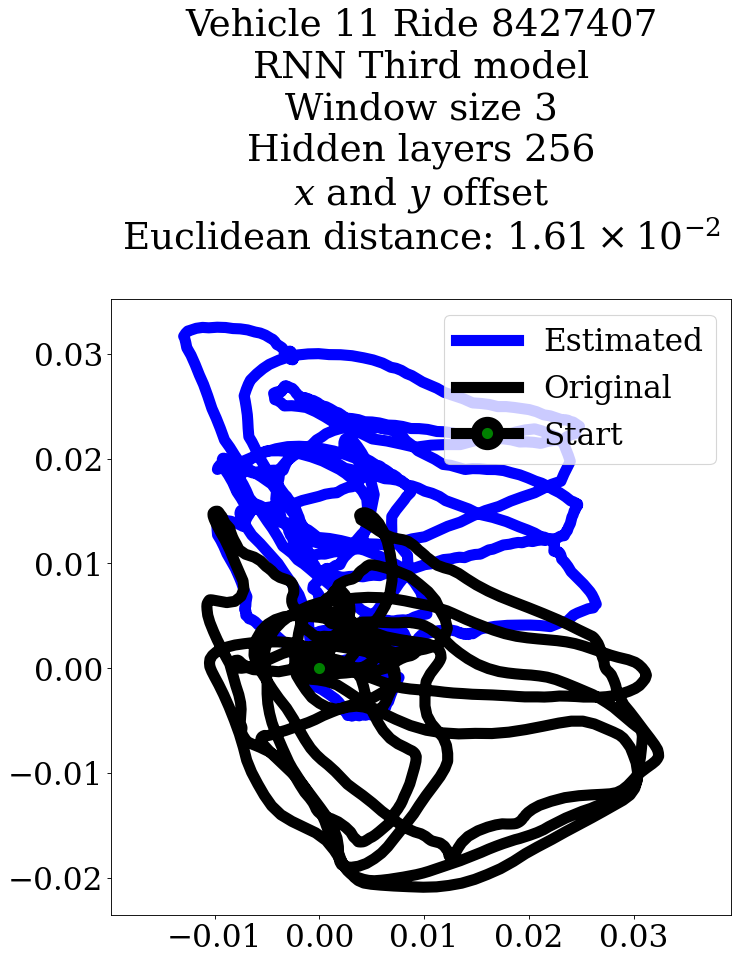 Vehicle 11 Ride 8427407
RNN Third model
Window size 3
Hidden layers 256
x and y offset
Euclidean distance: 1.61 × 10⁻²
Estimated
Original
Start
0.03
0.02
0.01
0.00
−0.01
−0.02
−0.01 0.00 0.01 0.02 0.03